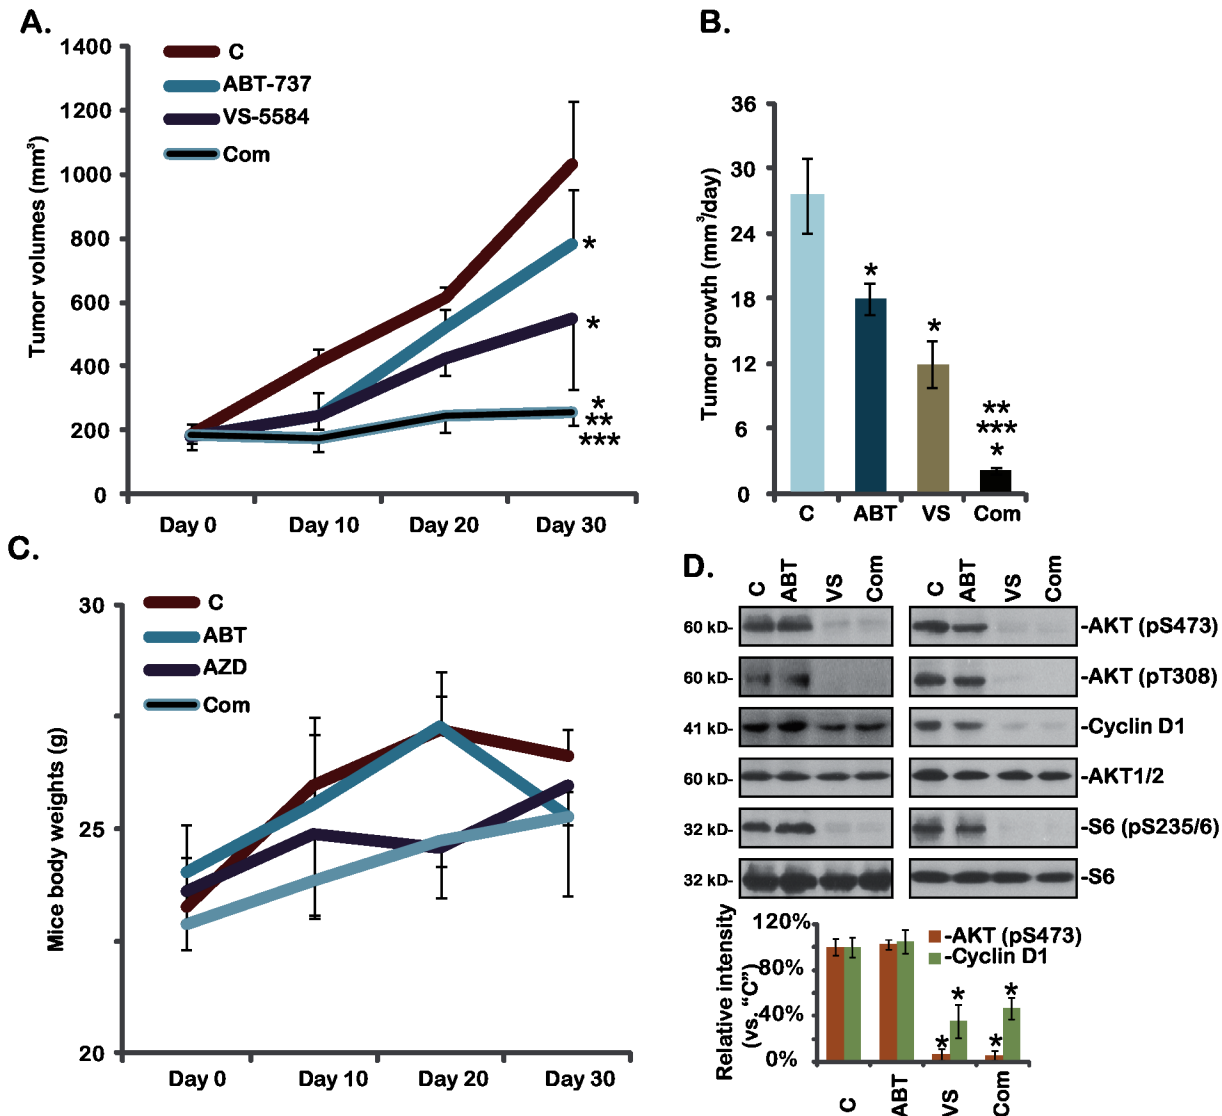 A.
1400
1200
1000
800
600
400
200
0
Tumor volumes (mm³)
C
ABT-737
VS-5584
Com
*
*
*
**
***
Day 0 Day 10 Day 20 Day 30
B.
36
30
24
18
12
6
0
Tumor growth (mm³/day)
*
*
**
***
*
C ABT VS Com
C.
30
25
20
Mice body weights (g)
C
ABT
AZD
Com
Day 0 Day 10 Day 20 Day 30
D.
C ABT VS Com C ABT VS Com
60 kD- -AKT (pS473)
60 kD- -AKT (pT308)
41 kD- -Cyclin D1
60 kD- -AKT1/2
32 kD- -S6 (pS235/6)
32 kD- -S6
120%
80%
40%
0%
Relative intensity
(vs. “C”)
-AKT (pS473)
-Cyclin D1
* * * *
C ABT VS Com